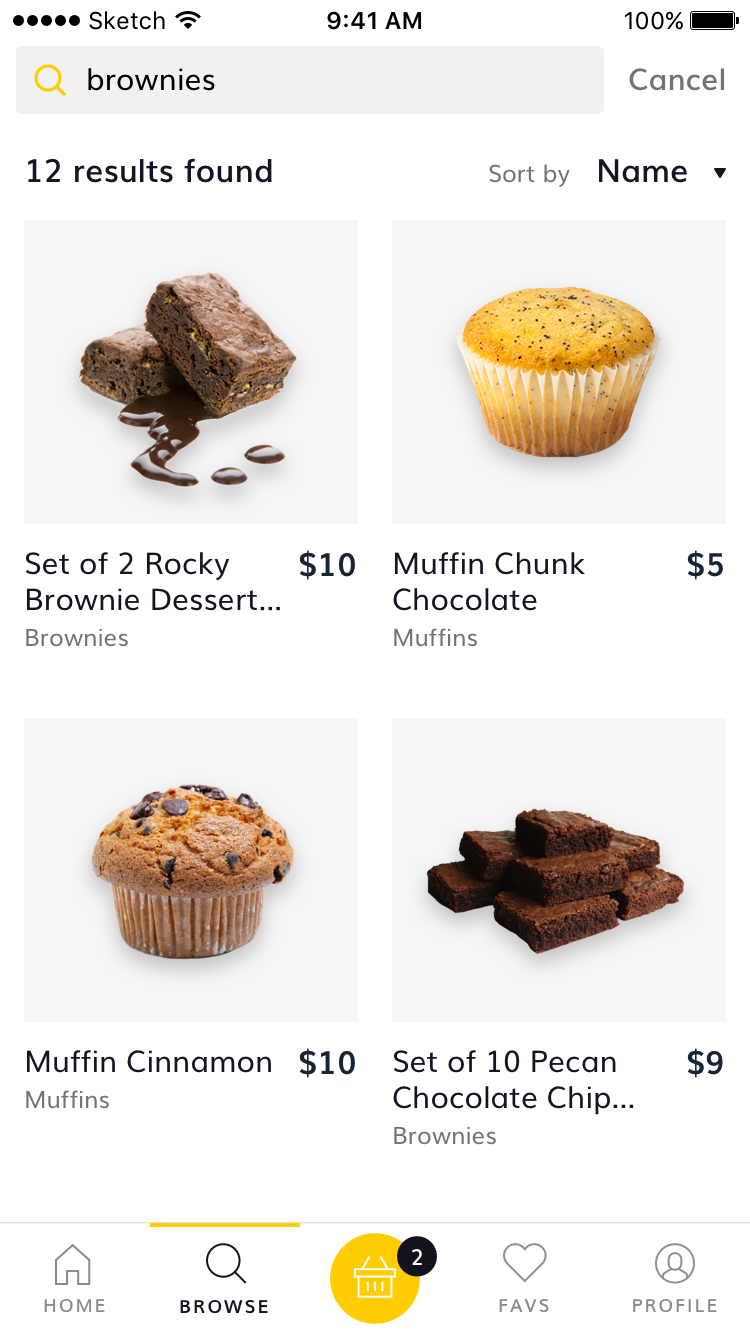 Sketch 9:41 AM 100%
brownies Cancel
12 results found Sort by Name
Set of 2 Rocky Brownie Dessert... $10
Brownies
Muffin Chunk Chocolate $5
Muffins
Muffin Cinnamon $10
Muffins
Set of 10 Pecan Chocolate Chip... $9
Brownies
2
HOME BROWSE FAVS PROFILE